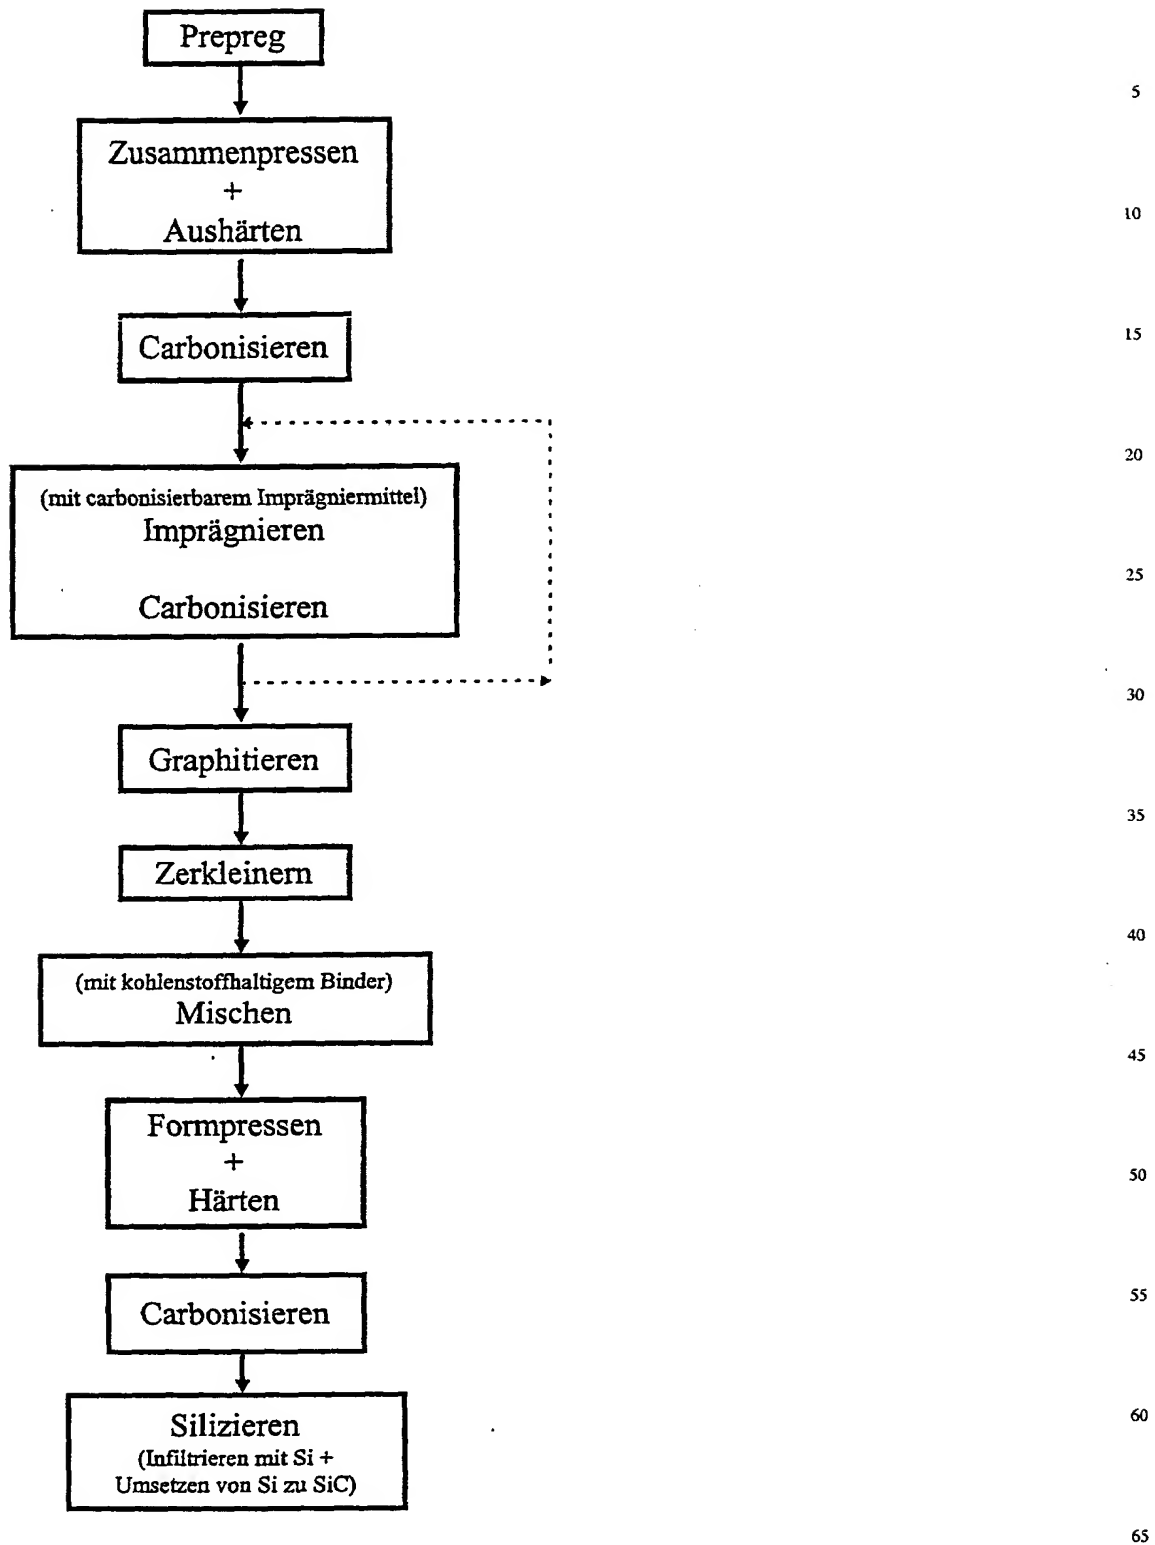 Prepreg
5
Zusammenpressen
+
Aushärten
10
Carbonisieren
15
20
(mit carbonisierbarem Imprägniermittel)
Imprägnieren
25
Carbonisieren
30
Graphitieren
35
Zerkleinern
40
(mit kohlenstoffhaltigem Binder)
Mischen
45
Formpressen
+
50
Härten
55
Carbonisieren
60
Silizieren
(Infiltrieren mit Si +
Umsetzen von Si zu SiC)
65